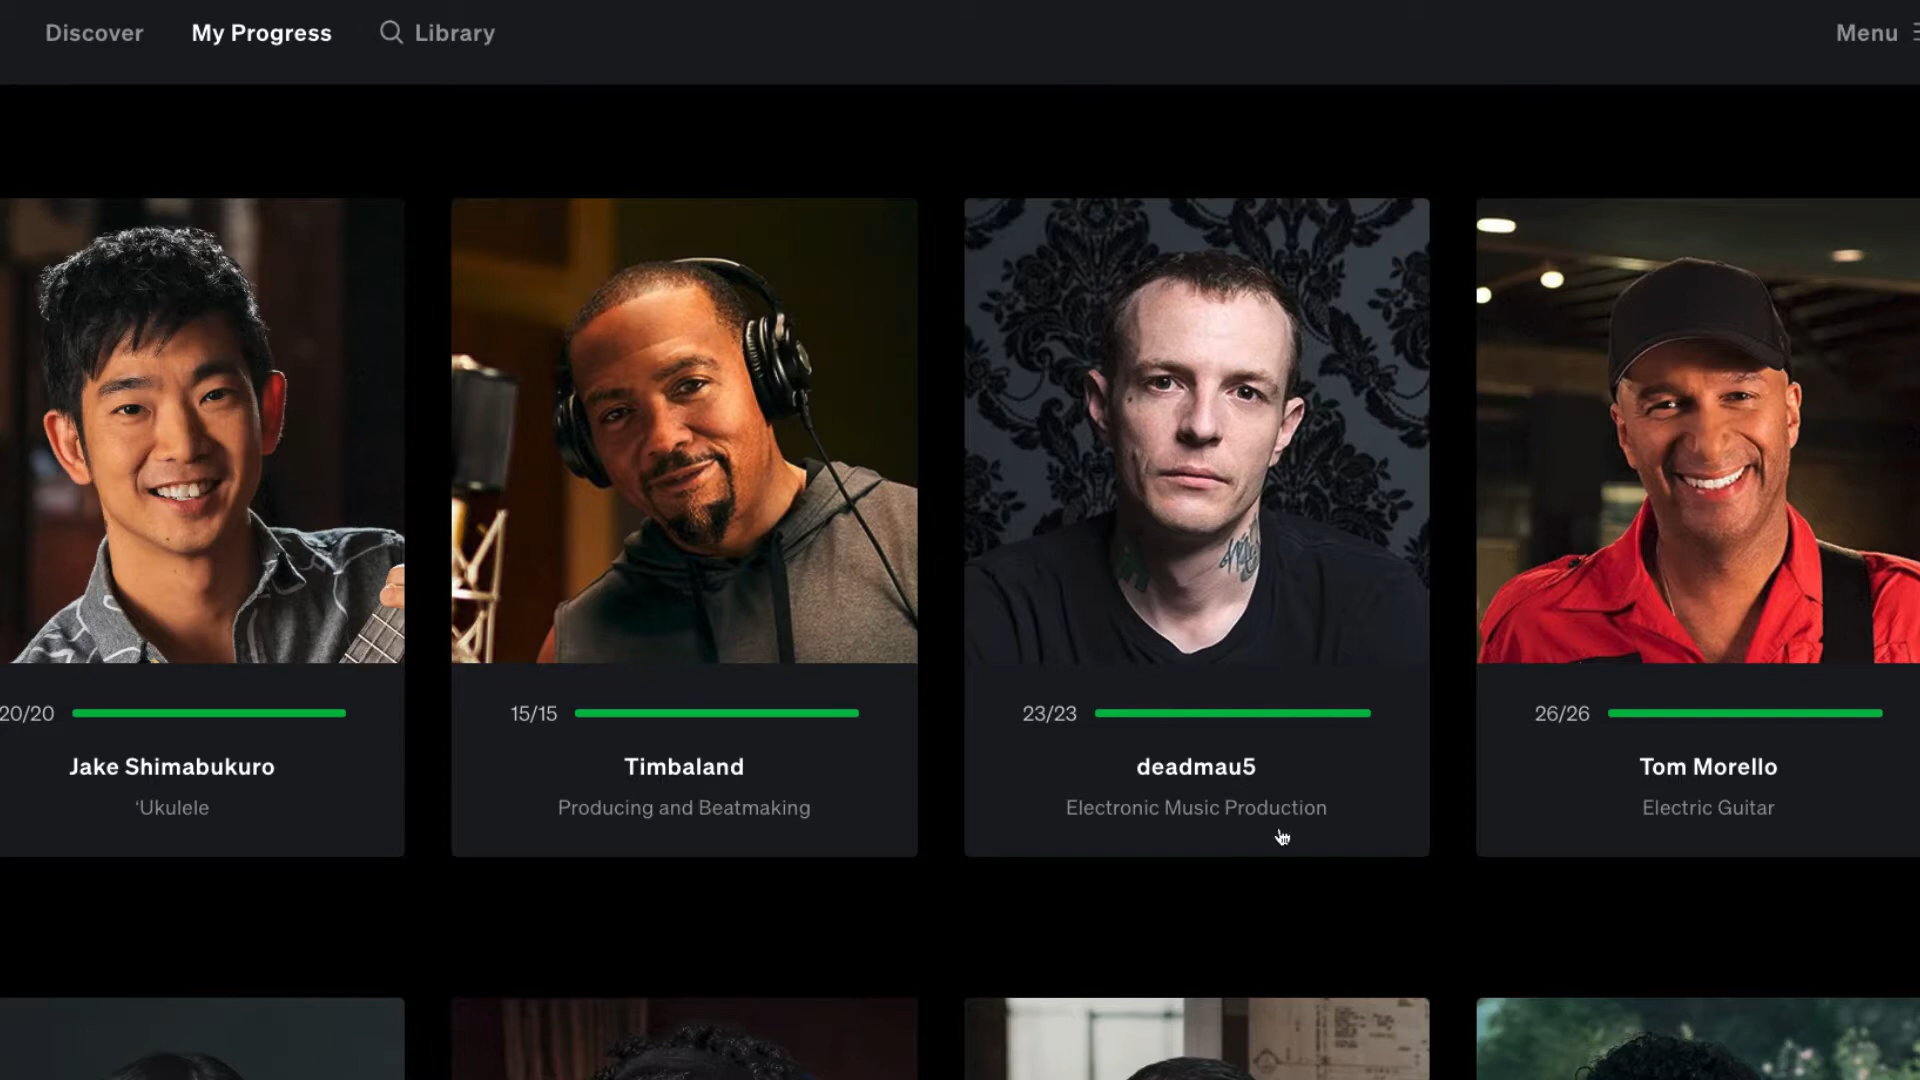 Discover My Progress Library Menu
20/20 15/15 23/23 26/26
Jake Shimabukuro Timbaland deadmau5 Tom Morello
ʻUkulele Producing and Beatmaking Electronic Music Production Electric Guitar